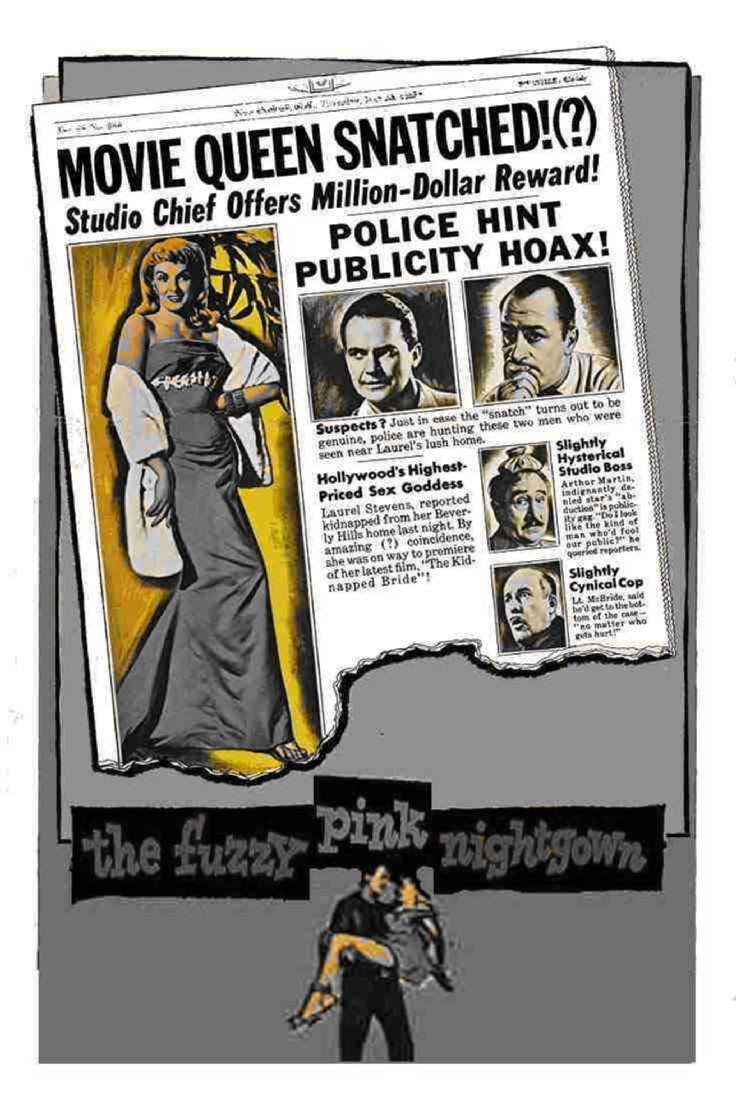 MOVIE QUEEN SNATCHED!(?)
Studio Chief Offers Million-Dollar Reward!
POLICE HINT
PUBLICITY HOAX!
Suspects? Just in case the "snatch" turns out to be
genuine, police are hunting these two men who were
seen near Laurel's lush home.
Hollywood's Highest-
Priced Sex Goddess
Laurel Stevens, reported
kidnapped from her Bever-
ly Hills home last night. By
amazing (?) coincidence,
she was on way to premiere
of her latest film, "The Kid-
napped Bride"!
Slightly
Hysterical
Studio Boss
Arthur Martin,
indignantly de-
nied star's "ab-
duction" is public-
ity gag. "Do I look
like the kind of
man who'd fool
our public?" he
queried reporters.
Slightly
Cynical Cop
Lt. McBride, said
he'd get to the bot-
tom of the case—
"no matter who
gets hurt!"
the fuzzy pink nightgown